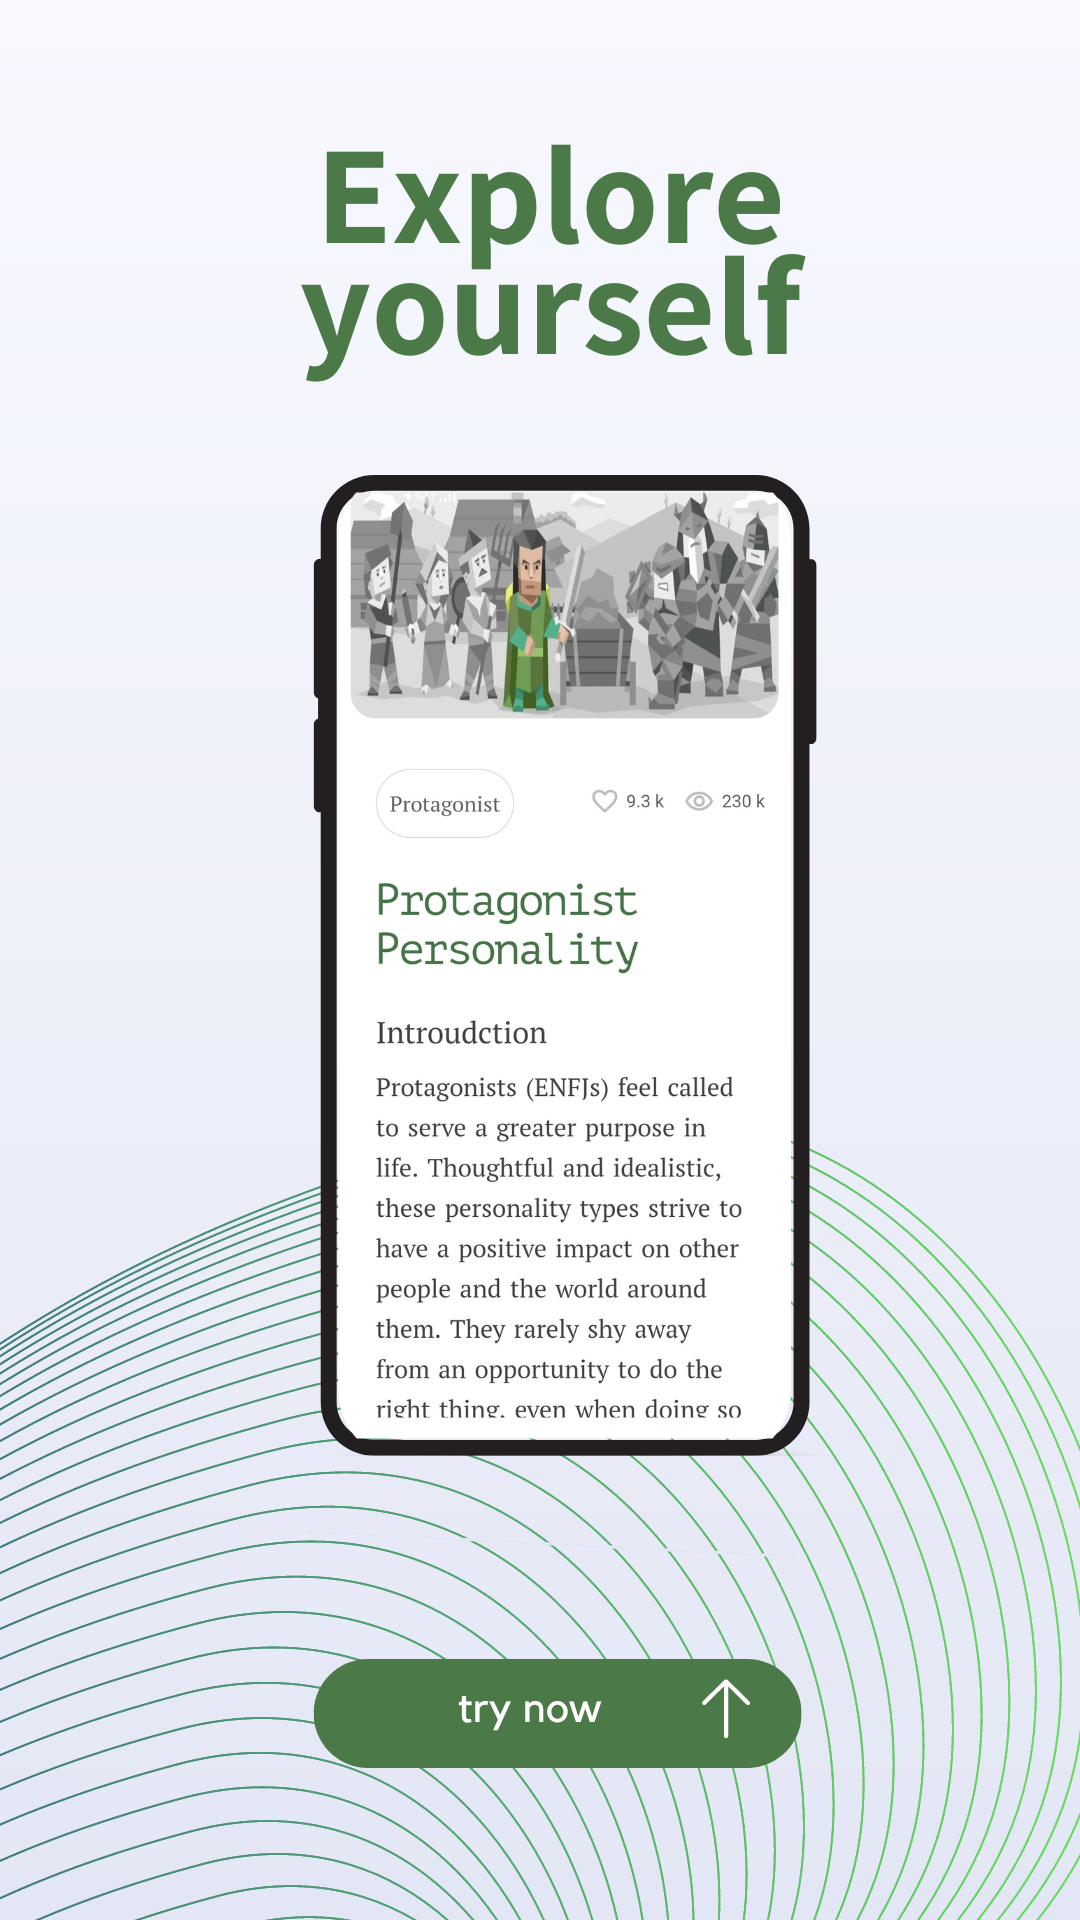 Explore
yourself
Protagonist
9.3 k
230 k
Protagonist
Personality
Introudction
Protagonists (ENFJs) feel called
to serve a greater purpose in
life. Thoughtful and idealistic,
these personality types strive to
have a positive impact on other
people and the world around
them. They rarely shy away
from an opportunity to do the
right thing, even when doing so
try now